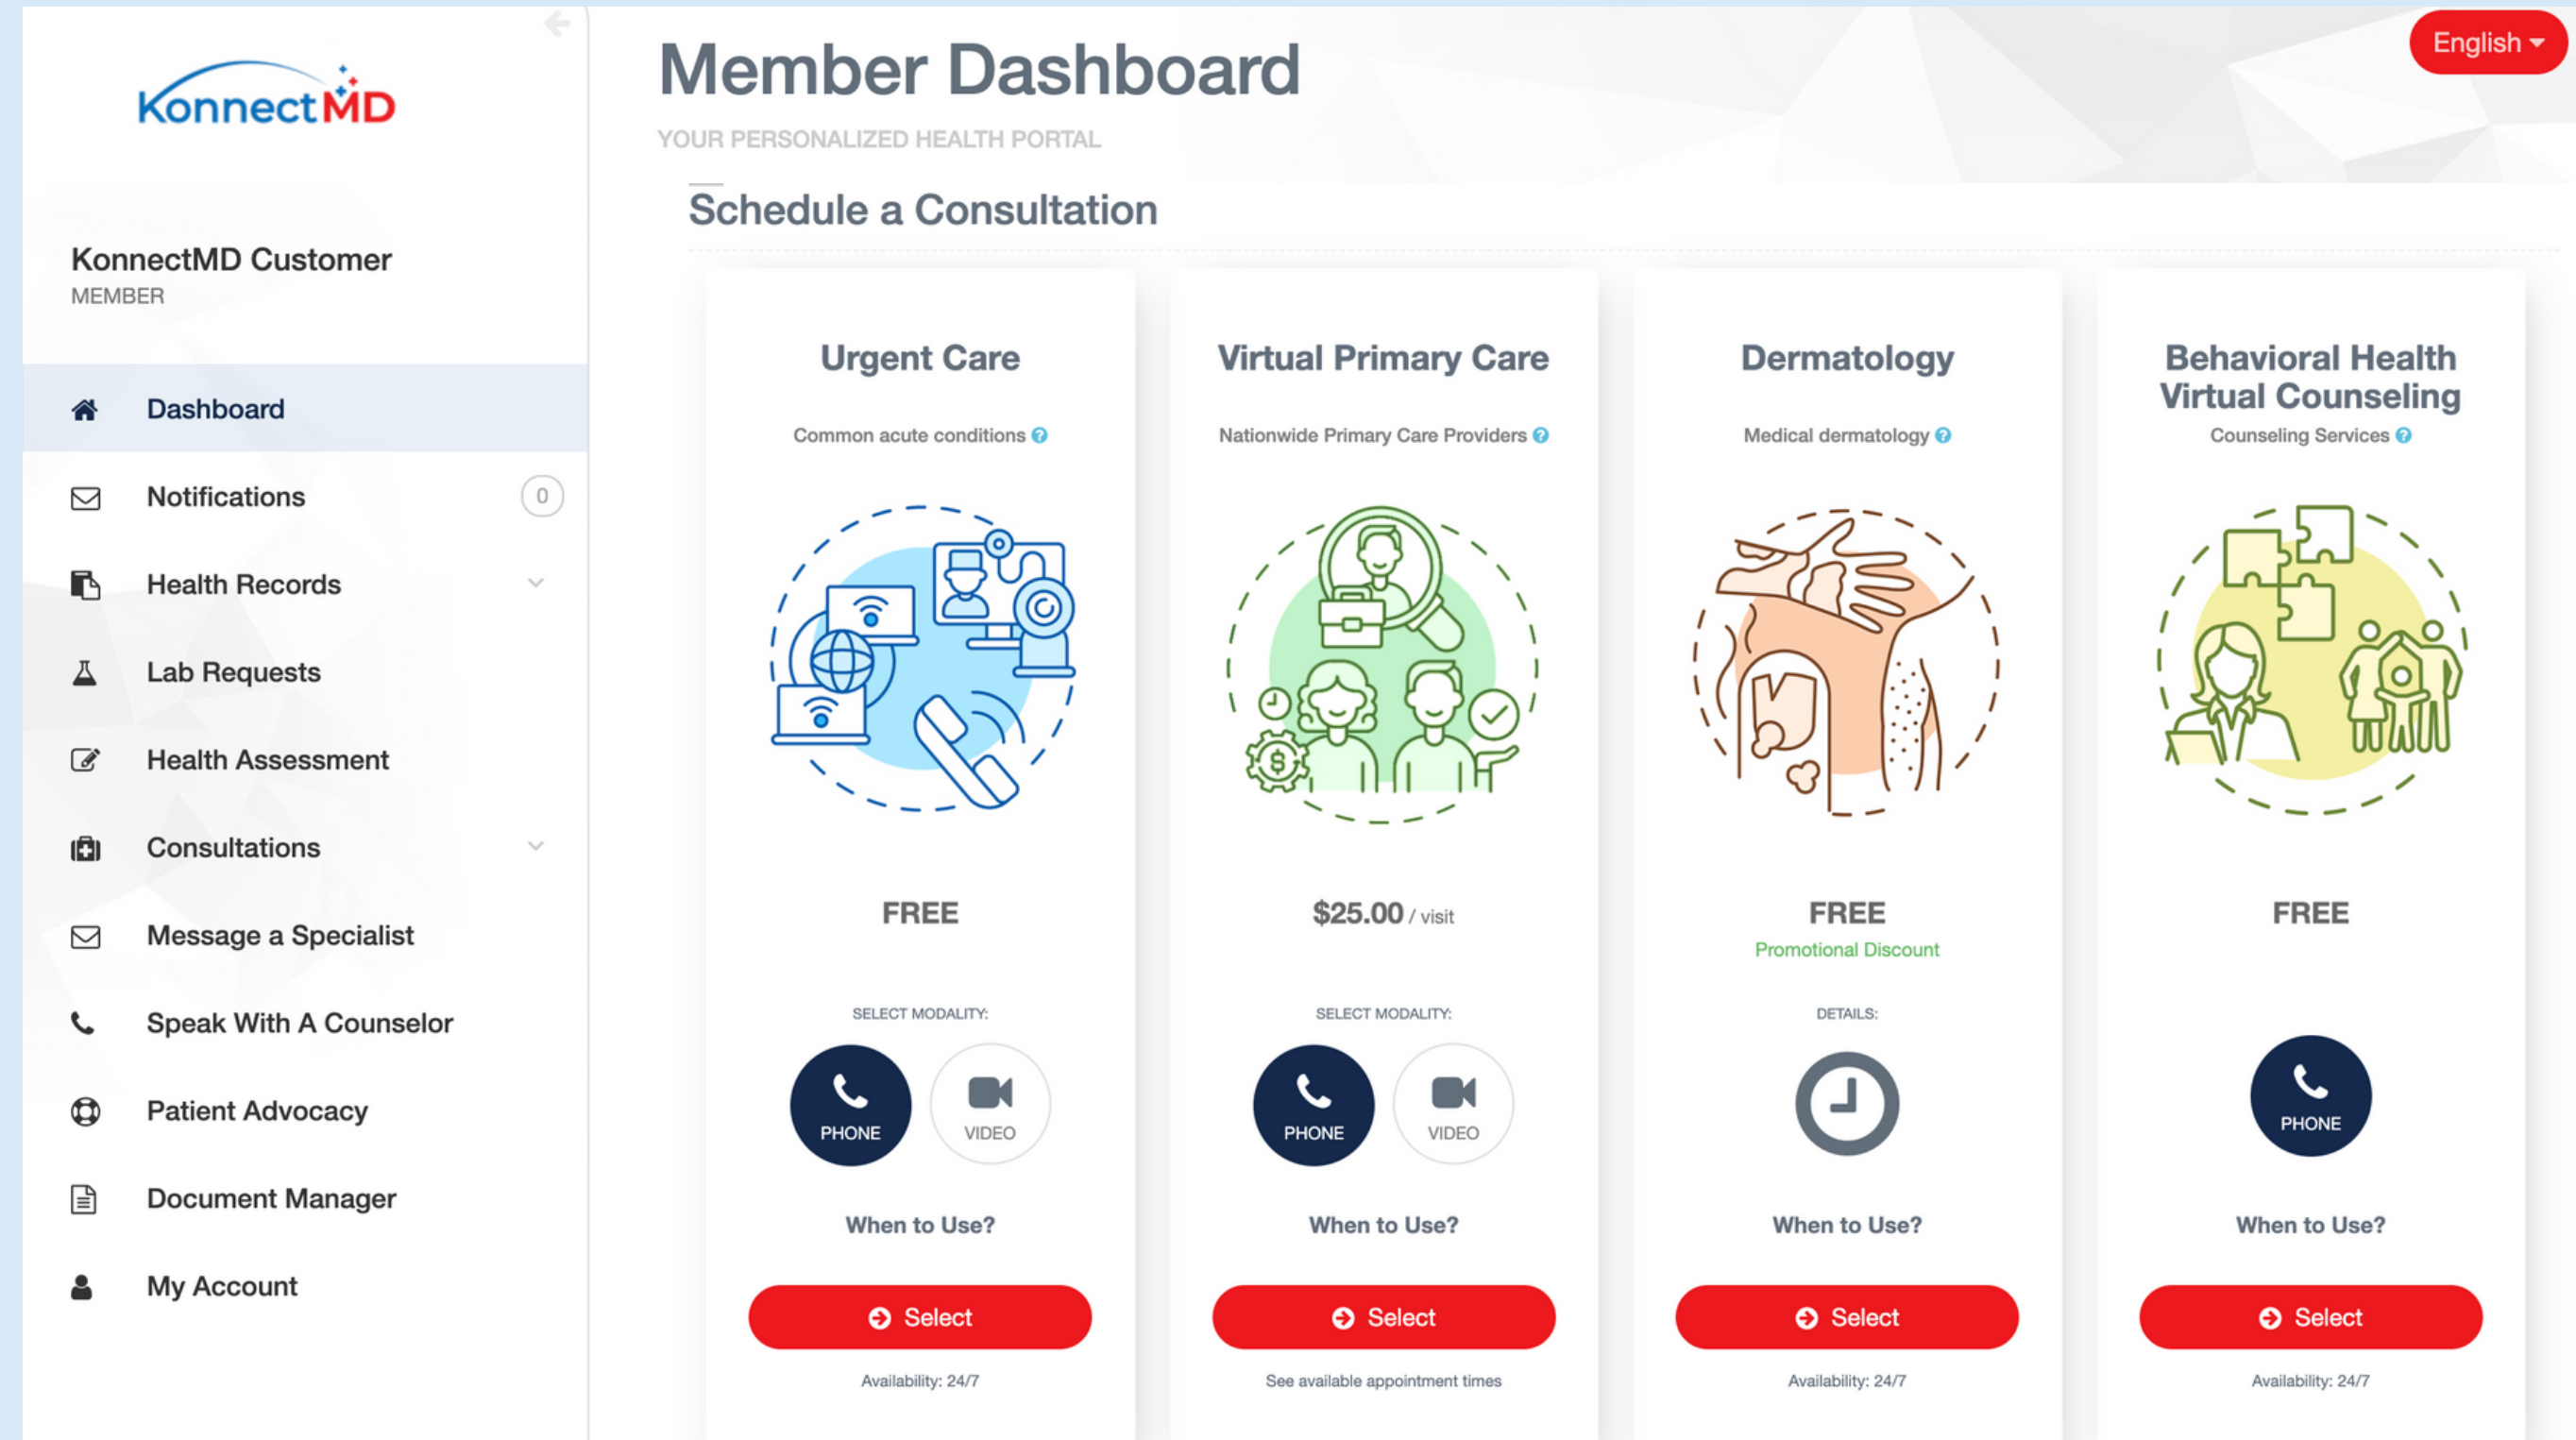 KonnectMD
KonnectMD Customer
MEMBER
Dashboard
Notifications
0
Health Records
Lab Requests
Health Assessment
Consultations
Message a Specialist
Speak With A Counselor
Patient Advocacy
Document Manager
My Account
English
Member Dashboard
YOUR PERSONALIZED HEALTH PORTAL
Schedule a Consultation
Urgent Care
Common acute conditions ?
FREE
SELECT MODALITY:
PHONE
VIDEO
When to Use?
Select
Availability: 24/7
Virtual Primary Care
Nationwide Primary Care Providers ?
$25.00 / visit
SELECT MODALITY:
PHONE
VIDEO
When to Use?
Select
See available appointment times
Dermatology
Medical dermatology ?
FREE
Promotional Discount
DETAILS:
When to Use?
Select
Availability: 24/7
Behavioral Health
Virtual Counseling
Counseling Services ?
FREE
PHONE
When to Use?
Select
Availability: 24/7